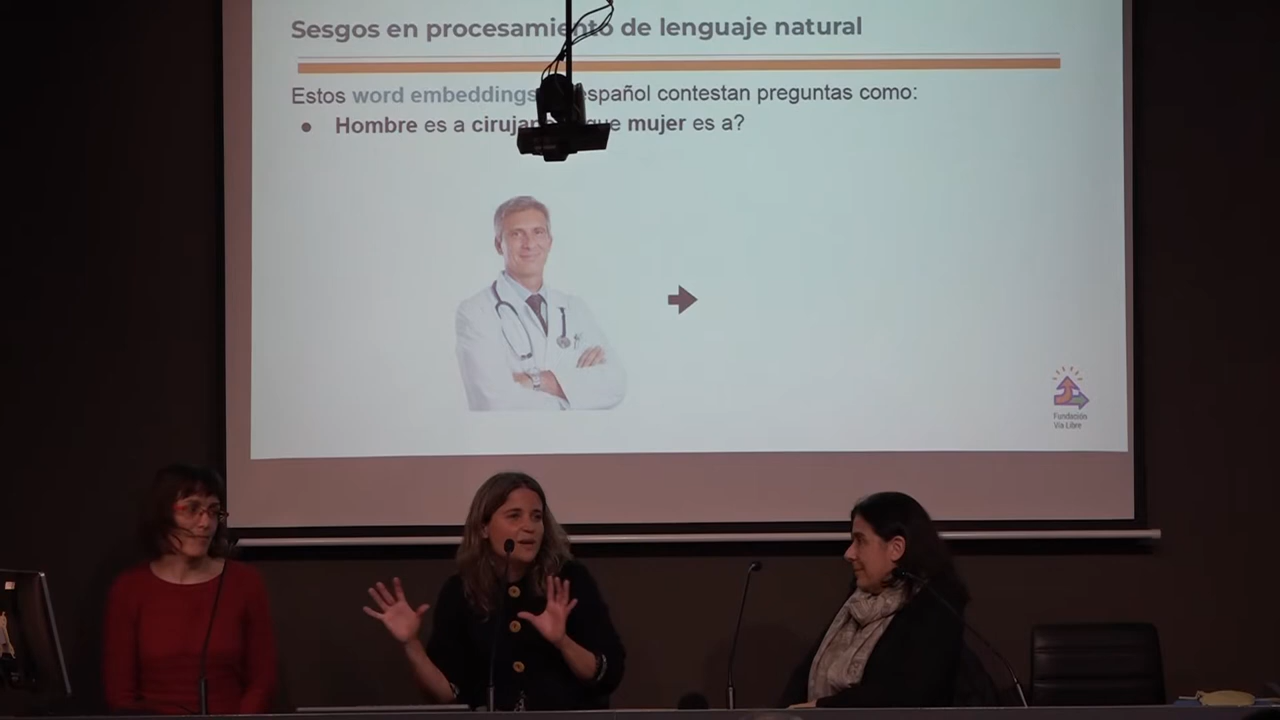 Sesgos en procesamiento de lenguaje natural
Estos word embeddings español contestan preguntas como:
● Hombre es a que mujer es a?
Fundación
Vía Libre